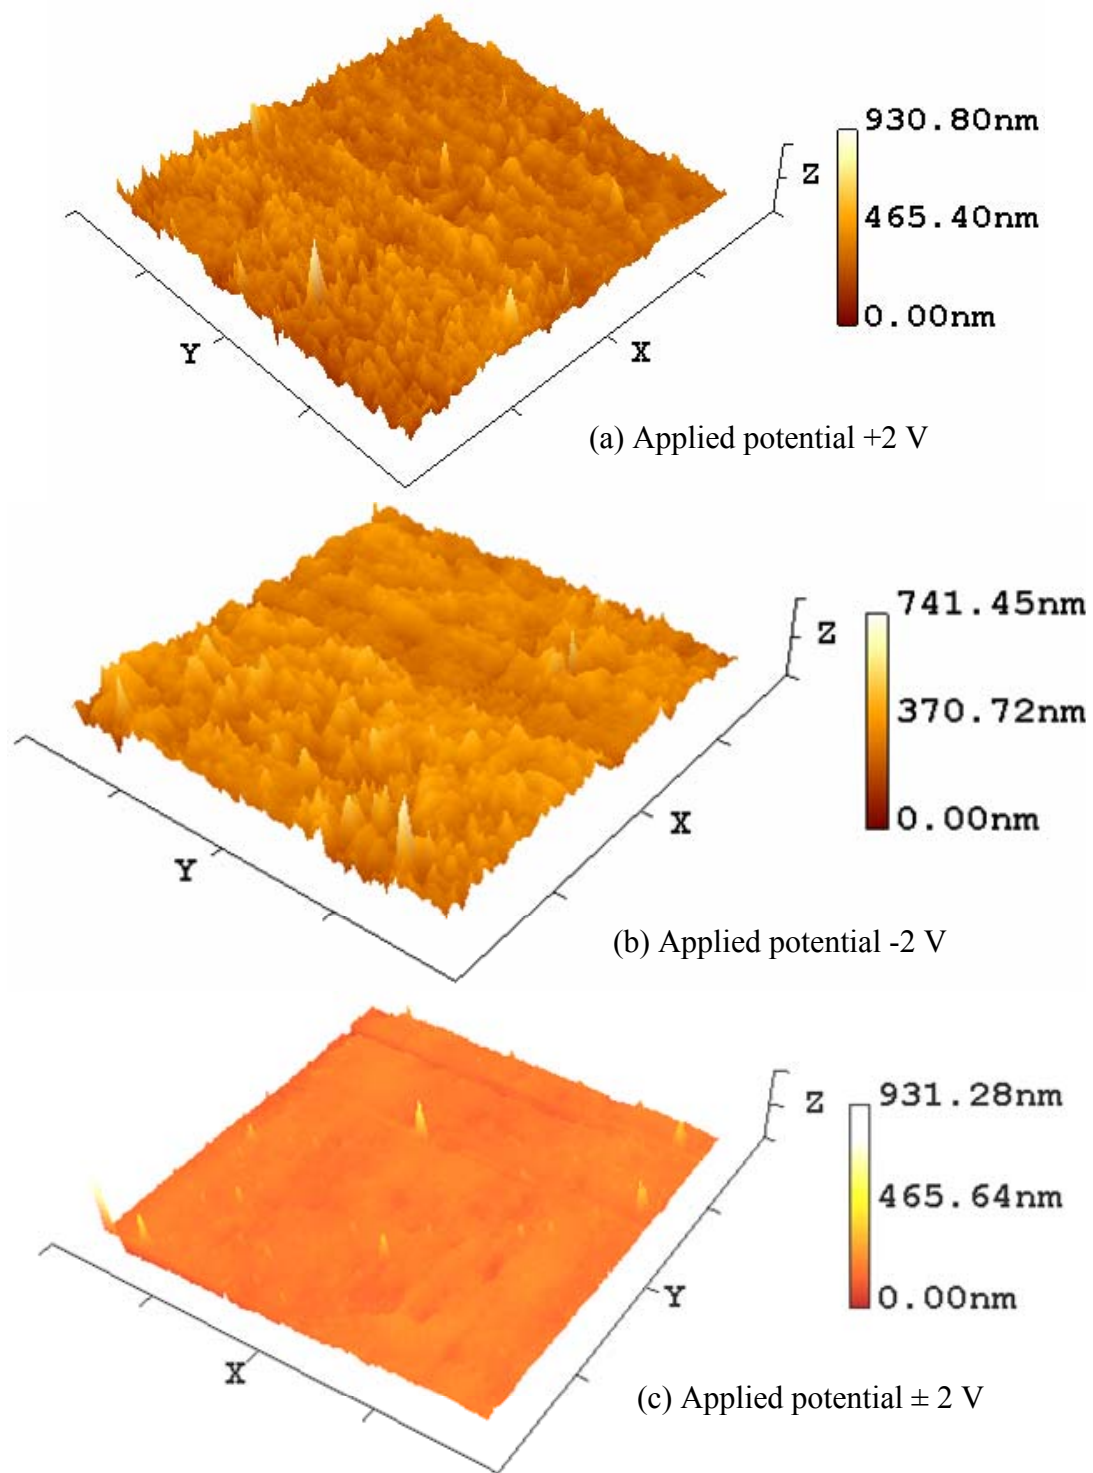 930.80nm
Z
465.40nm
0.00nm
Y
X
(a) Applied potential +2 V
741.45nm
Z
370.72nm
0.00nm
X
Y
(b) Applied potential -2 V
931.28nm
Z
465.64nm
Y
0.00nm
X
(c) Applied potential ± 2 V